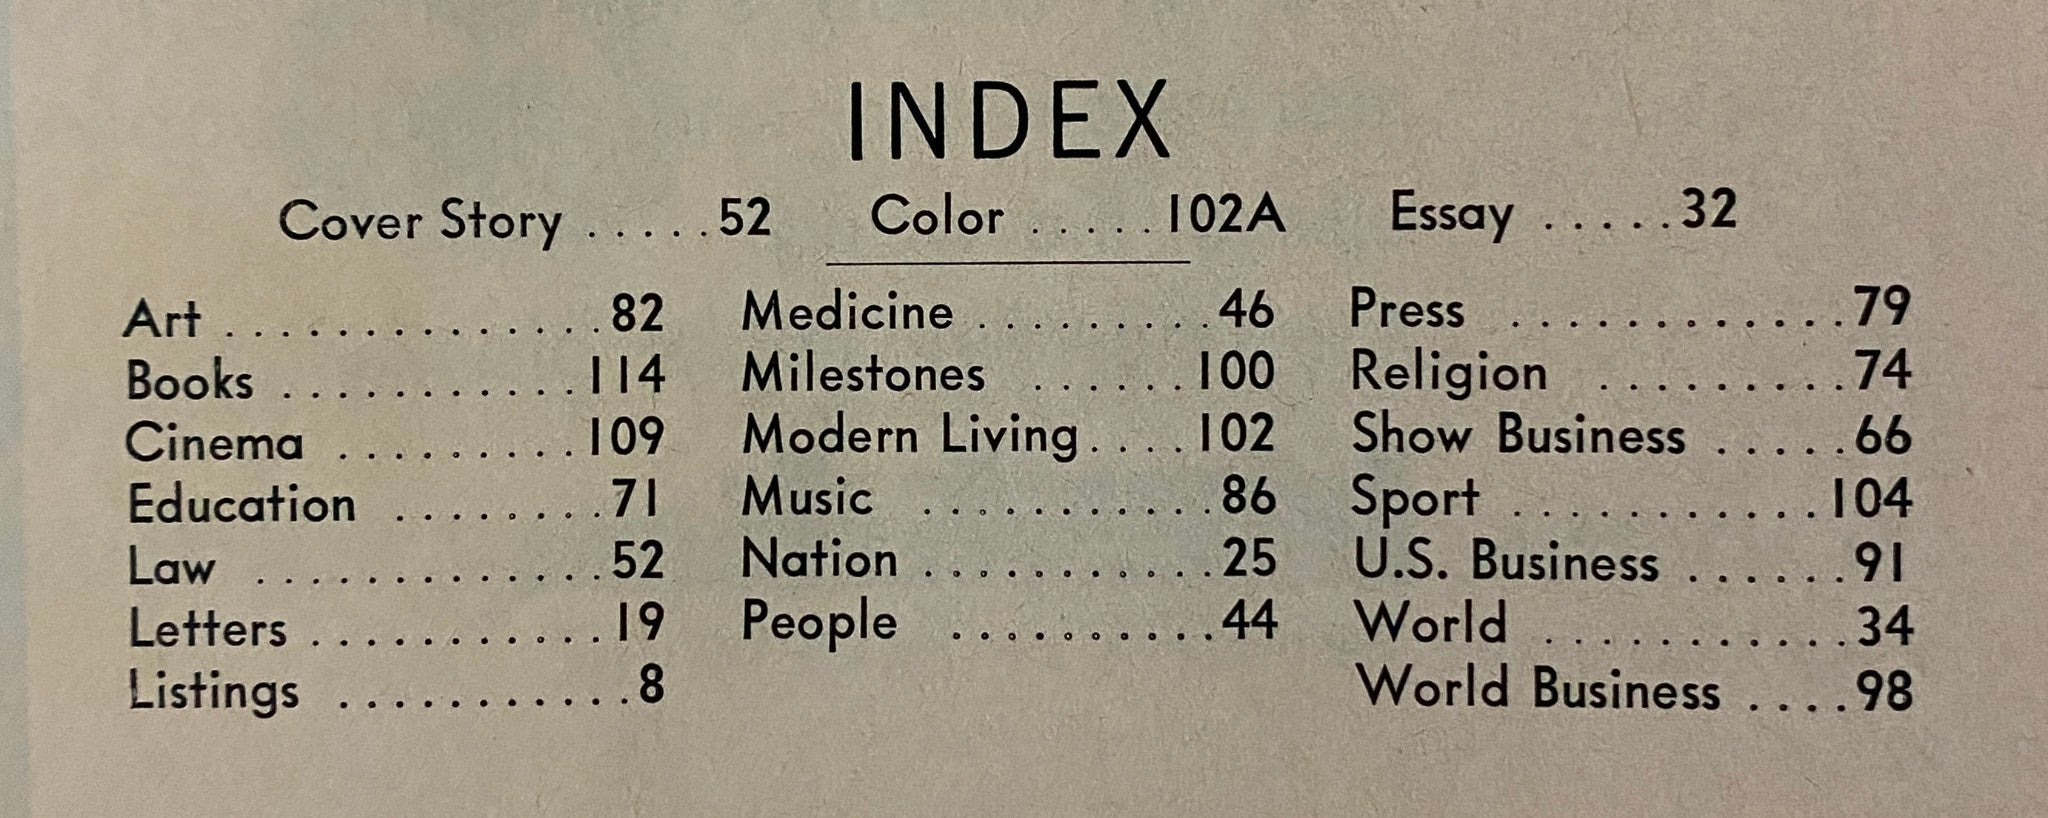 INDEX
Cover Story .....52 Color .....102A Essay .....32
Art ..............82
Books ...........114
Cinema .........109
Education ........71
Law .............52
Letters ...........19
Listings ...........8
Medicine .........46
Milestones ......100
Modern Living....102
Music ...........86
Nation ...........25
People ..........44
Press .............79
Religion .........74
Show Business .....66
Sport ...........104
U.S. Business ......91
World ...........34
World Business ....98